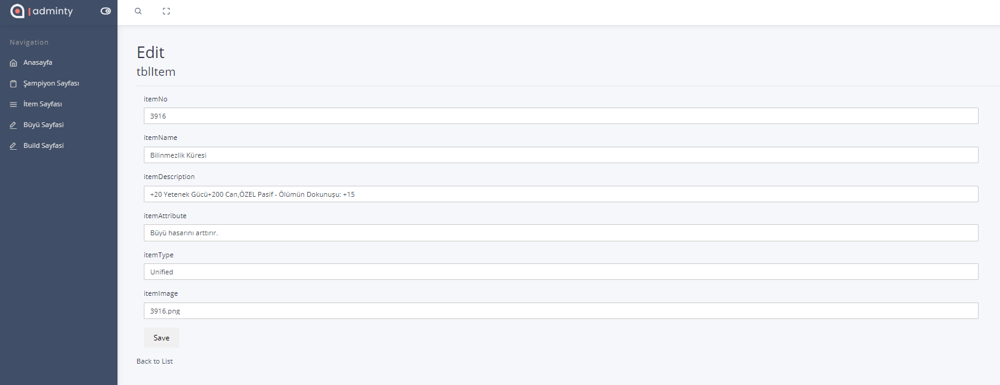 adminty
Navigation
Anasayfa
Şampiyon Sayfası
İtem Sayfası
Büyü Sayfasi
Build Sayfasi
Edit
tblItem
itemNo
3916
itemName
Bilinmezlik Küresi
itemDescription
+20 Yetenek Gücü+200 Can,ÖZEL Pasif - Ölümün Dokunuşu: +15
itemAttribute
Büyü hasarını arttırır.
itemType
Unified
itemImage
3916.png
Save
Back to List